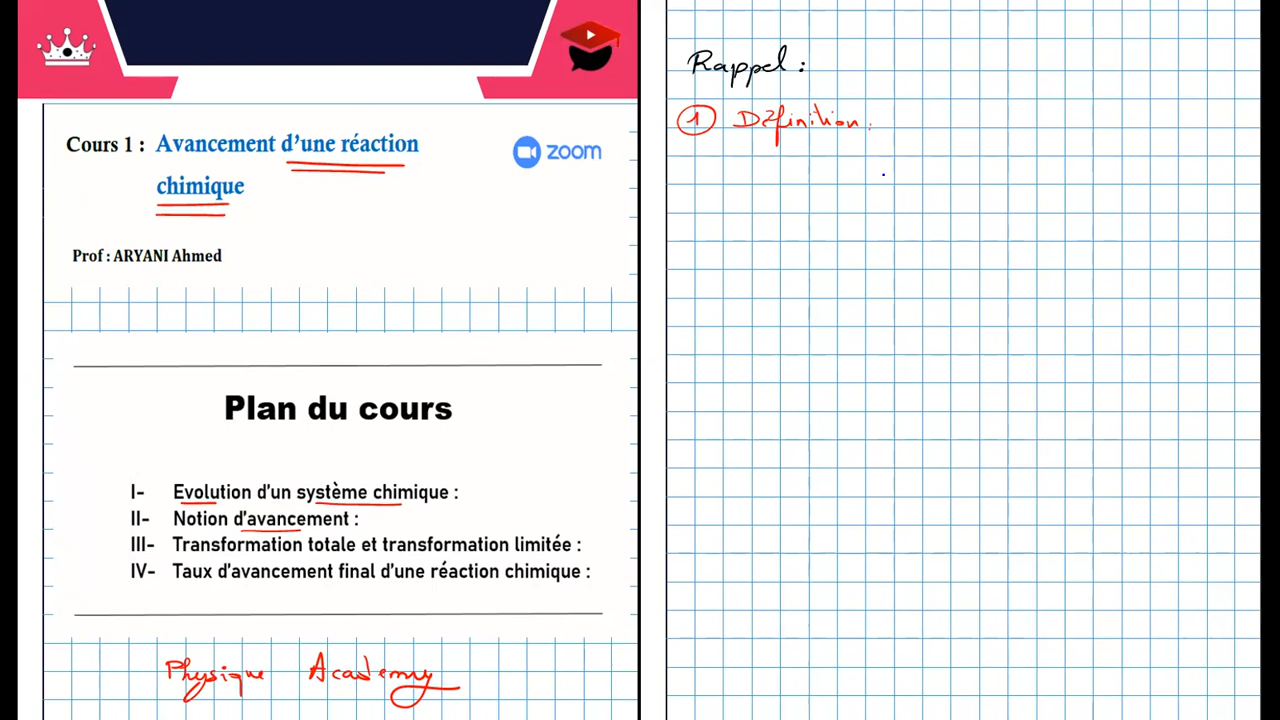 Cours 1 : Avancement d'une réaction
chimique
zoom
Prof : ARYANI Ahmed
Plan du cours
I- Evolution d'un système chimique :
II- Notion d'avancement :
III- Transformation totale et transformation limitée :
IV- Taux d'avancement final d'une réaction chimique :
Physique Academy
Rappel :
1 Définition :